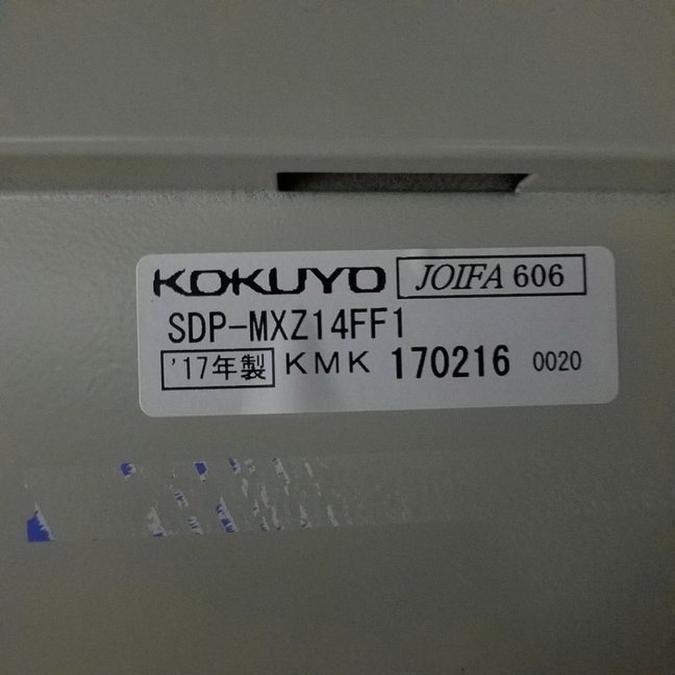 KOKUYO JOIFA 606
SDP-MXZ14FF1
'17年製 KMK 170216 0020